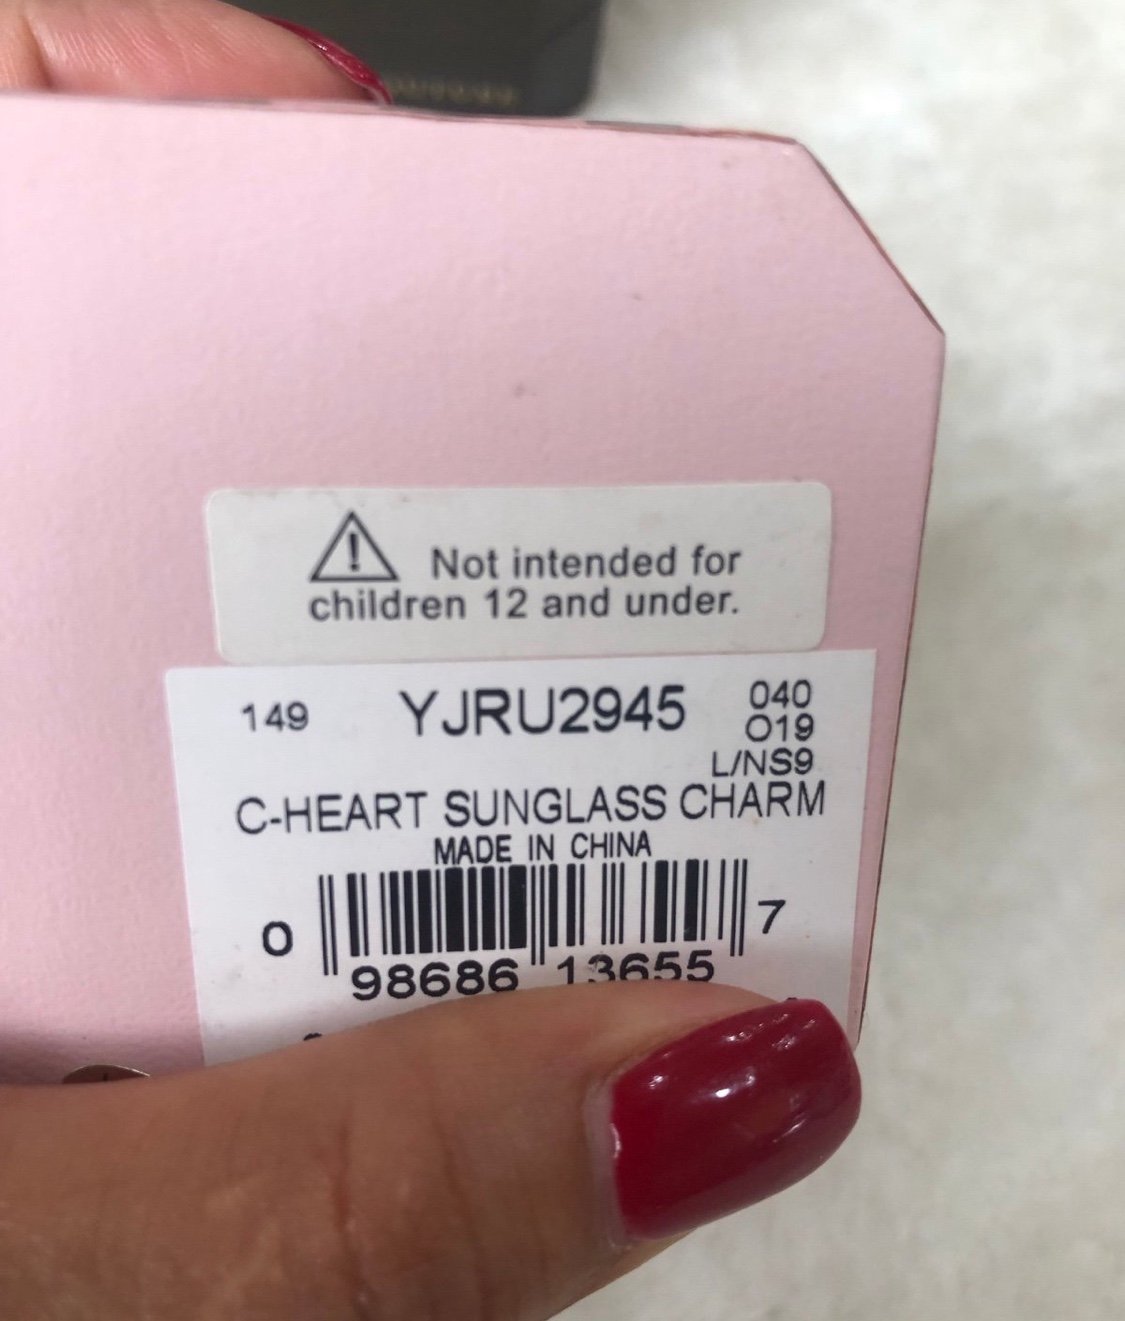 Not intended for
children 12 and under.
149 YJRU2945 040
O19
L/NS9
C-HEART SUNGLASS CHARM
MADE IN CHINA
0 98686 13655 7